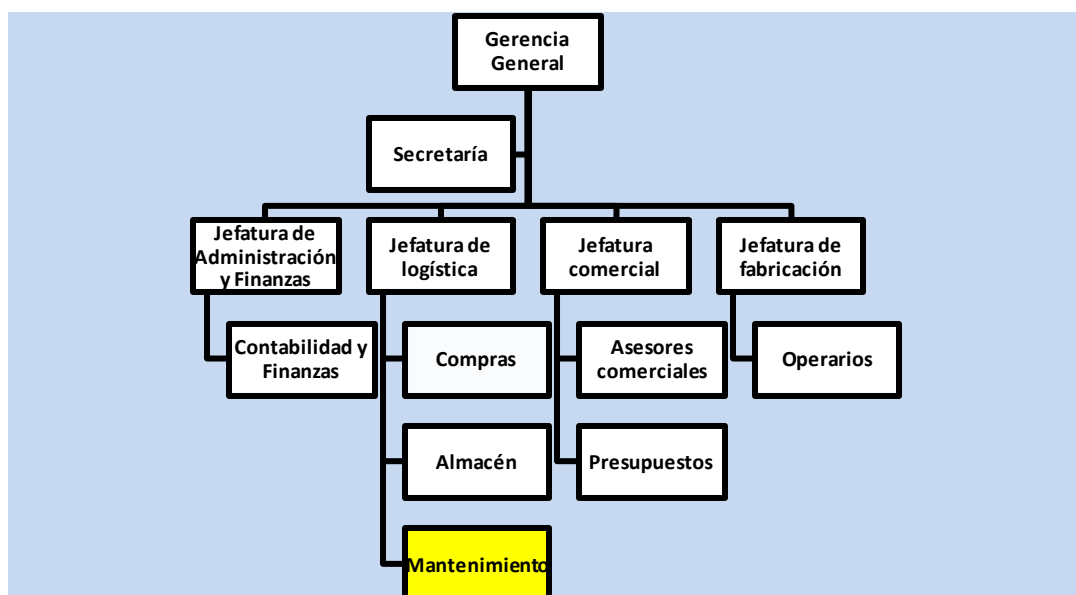 Gerencia
General
Secretaría
Jefatura de
Administración
y Finanzas
Jefatura de
logística
Jefatura
comercial
Jefatura de
fabricación
Contabilidad y
Finanzas
Compras
Asesores
comerciales
Operarios
Almacén
Presupuestos
Mantenimiento